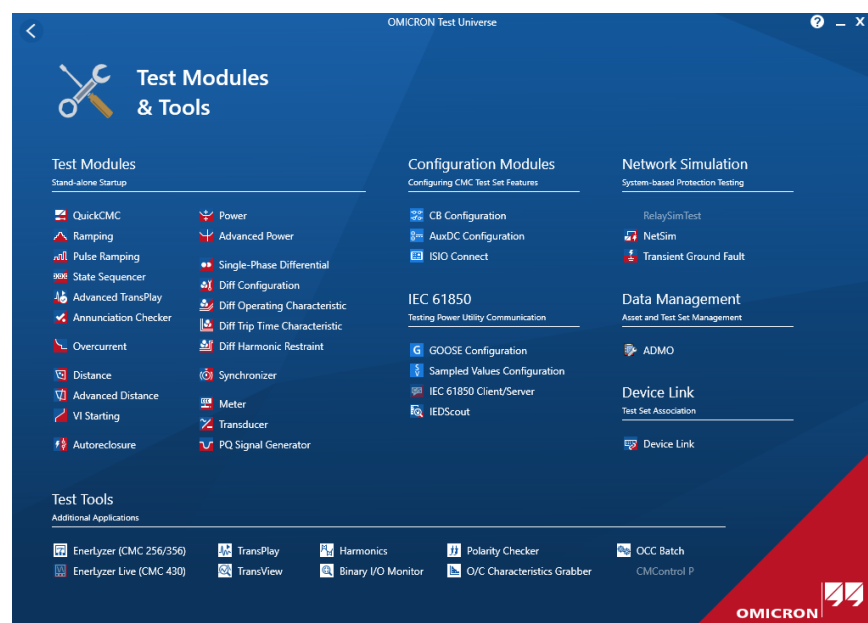 OMICRON Test Universe
Test Modules
& Tools
Test Modules
Stand-alone Startup
QuickCMC
Ramping
Pulse Ramping
State Sequencer
Advanced TransPlay
Annunciation Checker
Overcurrent
Distance
Advanced Distance
VI Starting
Autoreclosure
Power
Advanced Power
Single-Phase Differential
Diff Configuration
Diff Operating Characteristic
Diff Trip Time Characteristic
Diff Harmonic Restraint
Synchronizer
Meter
Transducer
PQ Signal Generator
Configuration Modules
Configuring CMC Test Set Features
CB Configuration
AuxDC Configuration
ISIO Connect
IEC 61850
Testing Power Utility Communication
GOOSE Configuration
Sampled Values Configuration
IEC 61850 Client/Server
IEDScout
Network Simulation
System-based Protection Testing
RelaySimTest
NetSim
Transient Ground Fault
Data Management
Asset and Test Set Management
ADMO
Device Link
Test Set Association
Device Link
Test Tools
Additional Applications
EnerLyzer (CMC 256/356)
EnerLyzer Live (CMC 430)
TransPlay
TransView
Harmonics
Binary I/O Monitor
Polarity Checker
O/C Characteristics Grabber
OCC Batch
CMControl P
OMICRON